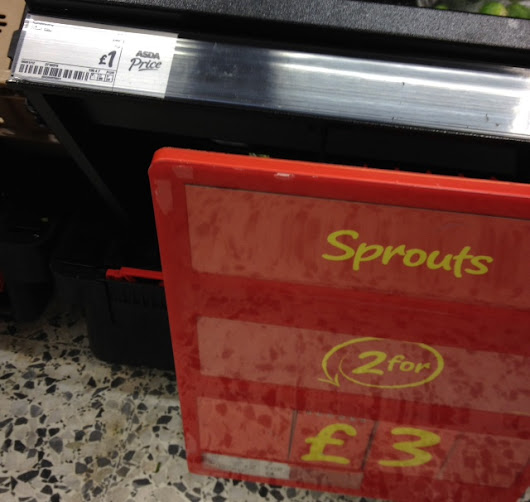 £1
ASDA
Price
Sprouts
2 for
£3